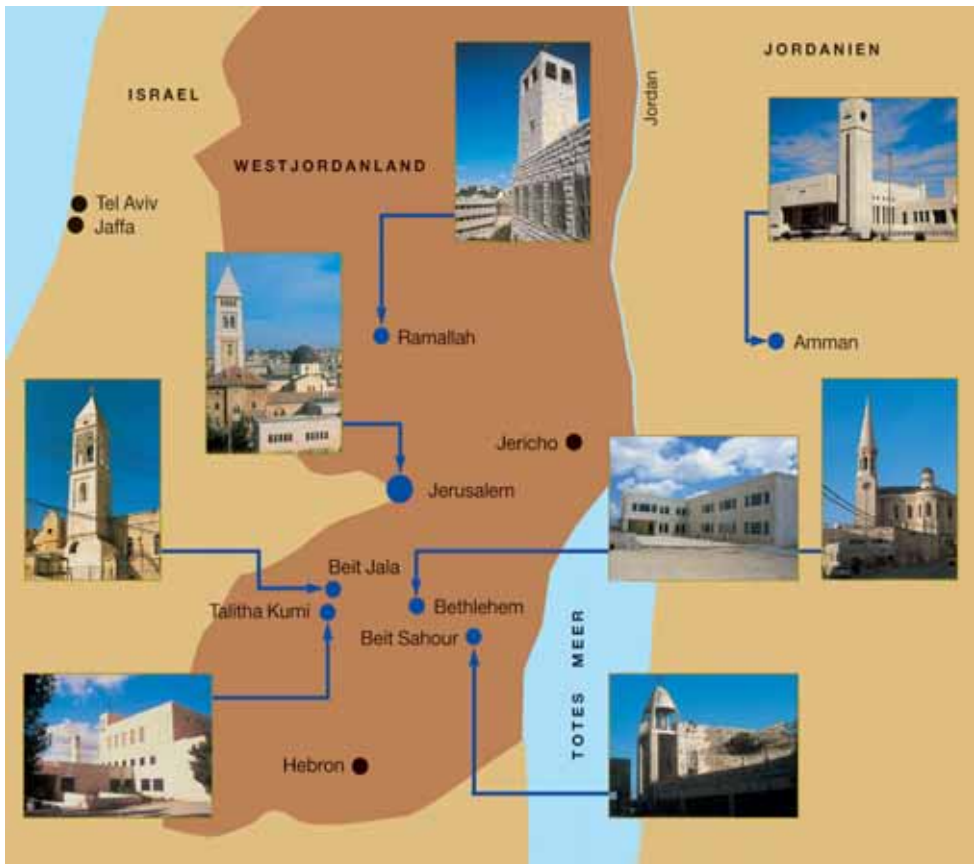 JORDANIEN
ISRAEL
Jordan
WESTJORDANLAND
Tel Aviv
Jaffa
Ramallah
Amman
Jericho
Jerusalem
Beit Jala
Talitha Kumi
Bethlehem
Beit Sahour
TOTES MEER
Hebron